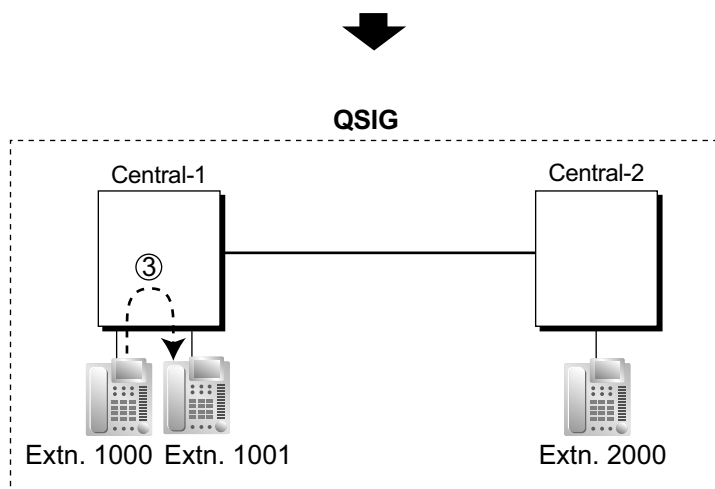 QSIG
Central-1
Central-2
③
Extn. 1000
Extn. 1001
Extn. 2000